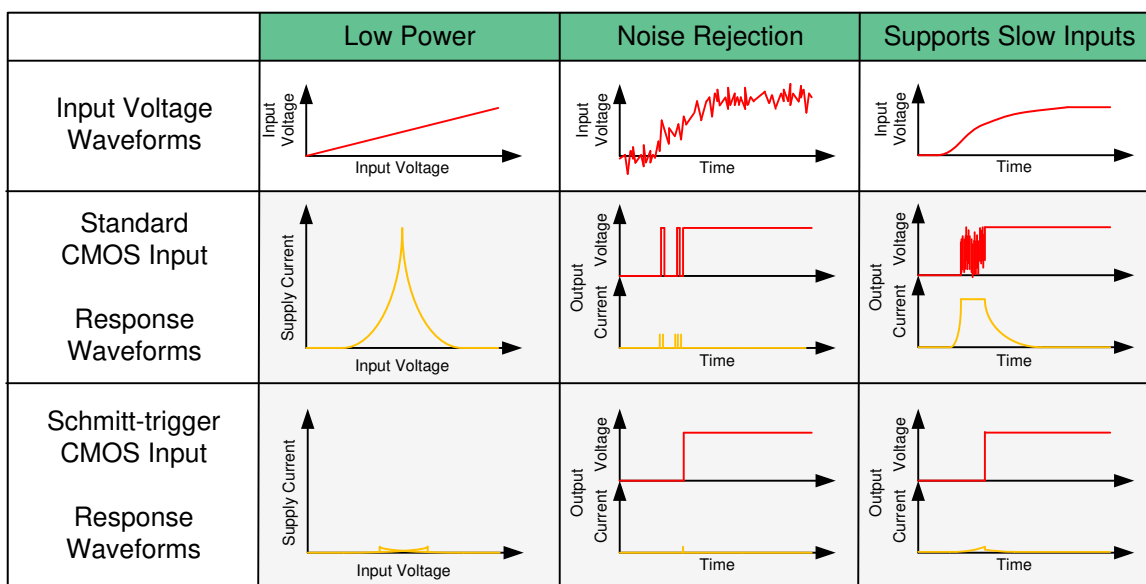 Low Power
Noise Rejection
Supports Slow Inputs
Input Voltage
Waveforms
Input
Voltage
Input Voltage
Input
Voltage
Time
Input
Voltage
Time
Standard
CMOS Input
Response
Waveforms
Supply Current
Input Voltage
Output
Voltage
Current
Time
Output
Voltage
Current
Time
Schmitt-trigger
CMOS Input
Response
Waveforms
Supply Current
Input Voltage
Output
Voltage
Current
Time
Output
Voltage
Current
Time